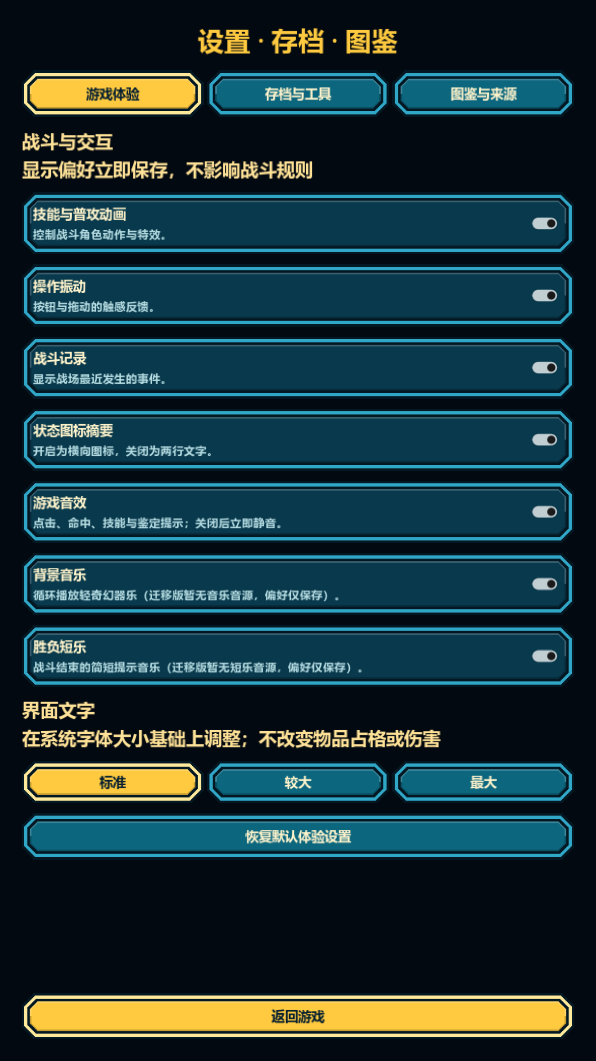 设置 · 存档 · 图鉴
游戏体验
存档与工具
图鉴与来源
战斗与交互
显示偏好立即保存，不影响战斗规则
技能与普攻动画
控制战斗角色动作与特效。
操作振动
按钮与拖动的触感反馈。
战斗记录
显示战场最近发生的事件。
状态图标摘要
开启为横向图标，关闭为两行文字。
游戏音效
点击、命中、技能与鉴定提示；关闭后立即静音。
背景音乐
循环播放轻奇幻器乐（迁移版暂无音乐音源，偏好仅保存）。
胜负短乐
战斗结束的简短提示音乐（迁移版暂无短乐音源，偏好仅保存）。
界面文字
在系统字体大小基础上调整；不改变物品占格或伤害
标准
较大
最大
恢复默认体验设置
返回游戏